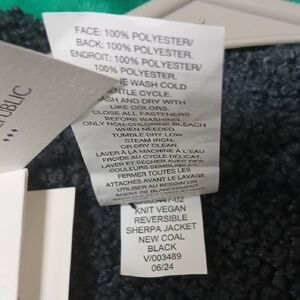 PUBLIC
FACE: 100% POLYESTER/
BACK: 100% POLYESTER/
ENDROIT: 100% POLYESTER/
100% POLYESTER.
WASH COLD
GENTLE CYCLE.
WASH AND DRY WITH
LIKE COLORS.
CLOSE ALL FASTENERS
BEFORE WASHING.
ONLY NON-CHLORINE BLEACH
WHEN NEEDED.
TUMBLE DRY LOW.
STEAM IRON,
OR DRY CLEAN.
LAVER À LA MACHINE À L'EAU
FROIDE AU CYCLE DÉLICAT.
LAVER ET SÉCHER AVEC DES
COULEURS SEMBLABLES.
FERMER TOUTES LES
ATTACHES AVANT LE LAVAGE.
UTILISER AU BESOIN UN
AGENT DE BLANCHIMENT
KNIT VEGAN
REVERSIBLE
SHERPA JACKET
NEW COAL
BLACK
V/003489
06/24